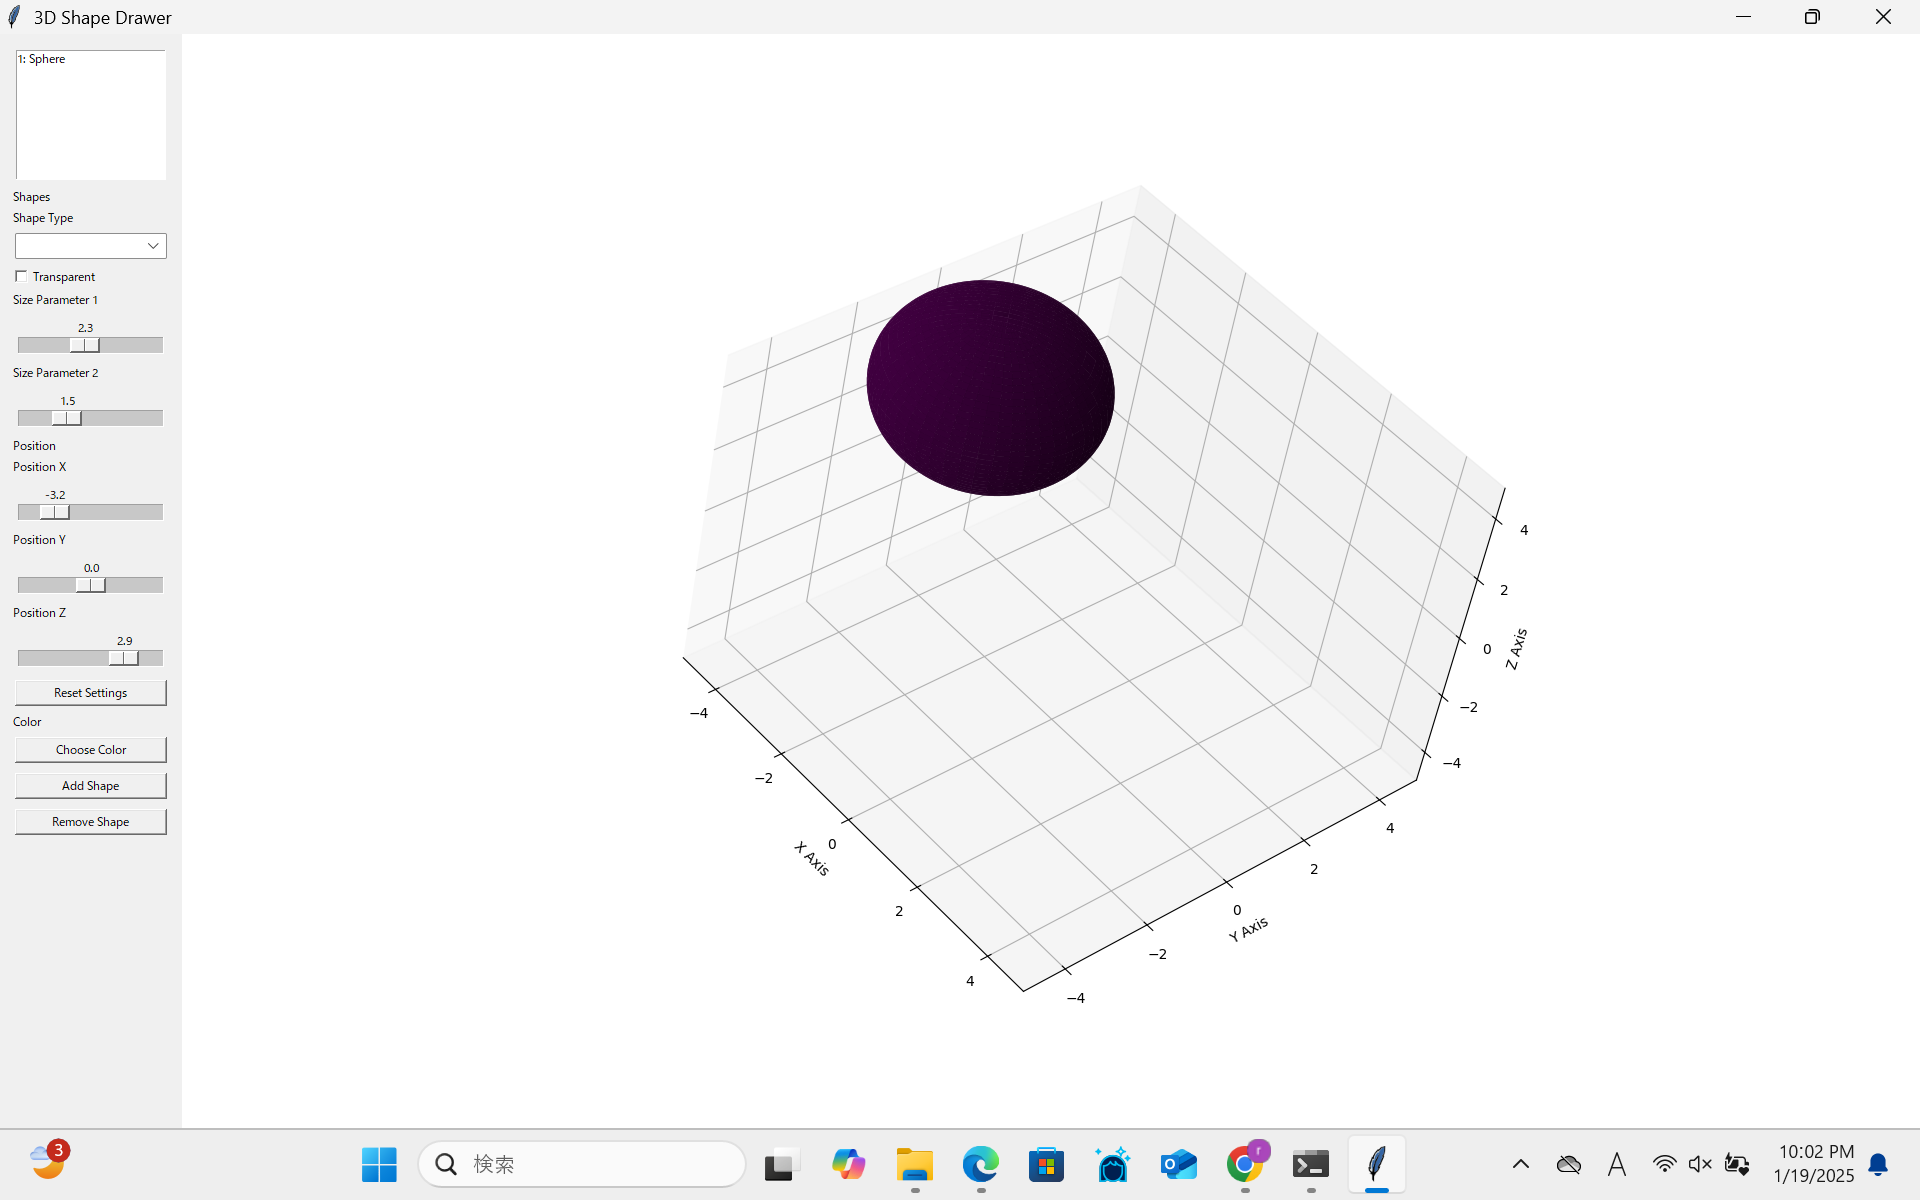 3D Shape Drawer
1: Sphere
Shapes
Shape Type
Transparent
Size Parameter 1
2.3
Size Parameter 2
1.5
Position
Position X
-3.2
Position Y
0.0
Position Z
2.9
Reset Settings
Color
Choose Color
Add Shape
Remove Shape
4
2
0
−2
−4
Z Axis
−4
−2
0
2
4
X Axis
4
2
0
−2
−4
Y Axis
3
検索
r
A
10:02 PM
1/19/2025